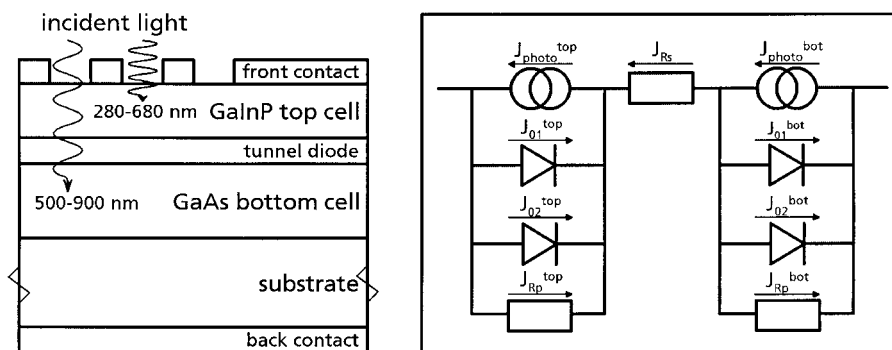 incident light
front contact
280-680 nm GaInP top cell
tunnel diode
500-900 nm GaAs bottom cell
substrate
back contact
J_photo^top J_Rs J_photo^bot
J_01^top J_01^bot
J_02^top J_02^bot
J_Rp^top J_Rp^bot